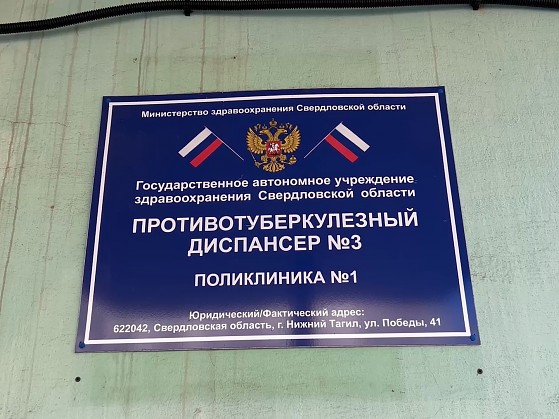 Министерство здравоохранения Свердловской области
Государственное автономное учреждение
здравоохранения Свердловской области
ПРОТИВОТУБЕРКУЛЕЗНЫЙ
ДИСПАНСЕР №3
ПОЛИКЛИНИКА №1
Юридический/Фактический адрес:
622042, Свердловская область, г. Нижний Тагил, ул. Победы, 41